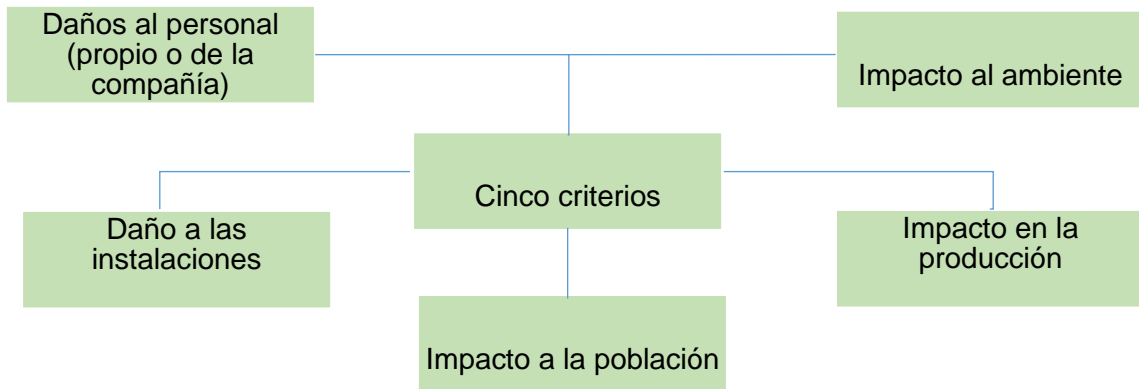 Daños al personal
(propio o de la
compañía)
Impacto al ambiente
Cinco criterios
Daño a las
instalaciones
Impacto en la
producción
Impacto a la población